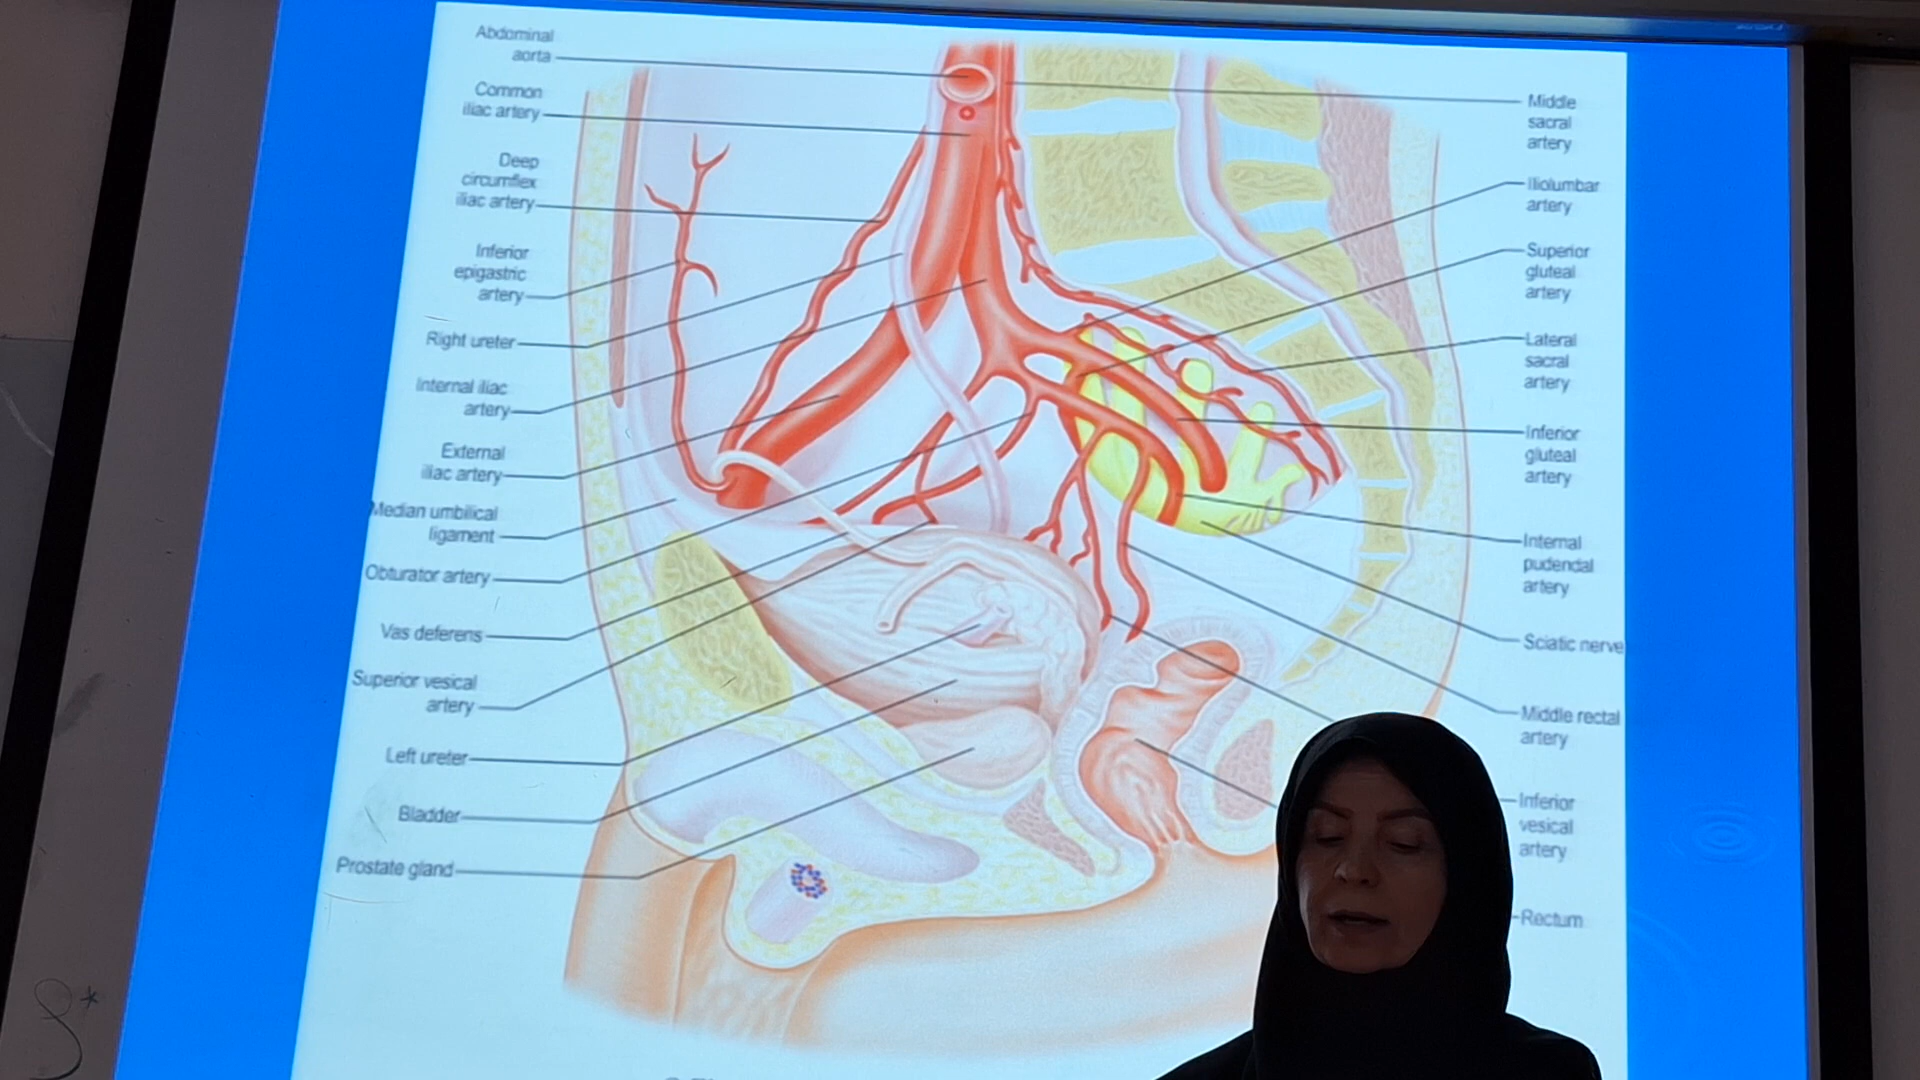 Abdominal
aorta
Common
iliac artery
Deep
circumflex
iliac artery
Inferior
epigastric
artery
Right ureter
Internal iliac
artery
External
iliac artery
Median umbilical
ligament
Obturator artery
Vas deferens
Superior vesical
artery
Left ureter
Bladder
Prostate gland
Middle
sacral
artery
Iliolumbar
artery
Superior
gluteal
artery
Lateral
sacral
artery
Inferior
gluteal
artery
Internal
pudendal
artery
Sciatic nerve
Middle rectal
artery
Inferior
vesical
artery
Rectum